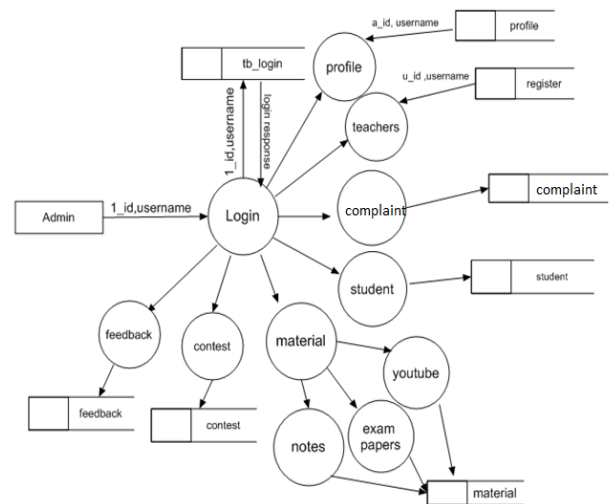 a_id, username
profile
tb_login
profile
u_id ,username
register
teachers
1_id,username
login response
complaint
complaint
Admin
1_id,username
Login
student
student
feedback
contest
material
youtube
feedback
contest
notes
exam
papers
material